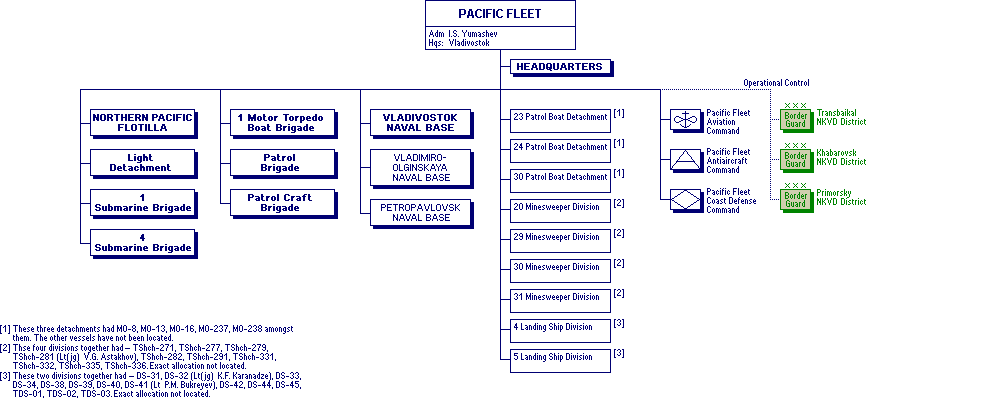 PACIFIC FLEET
Adm I.S. Yumashev
Hqs: Vladivostok
HEADQUARTERS
Operational Control
NORTHERN PACIFIC
FLOTILLA
Light
Detachment
1
Submarine Brigade
4
Submarine Brigade
1 Motor Torpedo
Boat Brigade
Patrol
Brigade
Patrol Craft
Brigade
VLADIVOSTOK
NAVAL BASE
VLADIMIRO-
OLGINSKAYA
NAVAL BASE
PETROPAVLOVSK
NAVAL BASE
23 Patrol Boat Detachment [1]
24 Patrol Boat Detachment [1]
30 Patrol Boat Detachment [1]
20 Minesweeper Division [2]
29 Minesweeper Division [2]
30 Minesweeper Division [2]
31 Minesweeper Division [2]
4 Landing Ship Division [3]
5 Landing Ship Division [3]
Pacific Fleet
Aviation
Command
Pacific Fleet
Antiaircraft
Command
Pacific Fleet
Coast Defense
Command
XXX
Border
Guard
Transbaikal
NKVD District
XXX
Border
Guard
Khabarovsk
NKVD District
XXX
Border
Guard
Primorsky
NKVD District
[1] These three detachments had MO-8, MO-13, MO-16, MO-237, MO-238 amongst
them. The other vessels have not been located.
[2] Thse four divisions together had – TShch-271, TShch-277, TShch-279,
TShch-281 (Lt(jg) V.G. Astakhov), TShch-282, TShch-291, TShch-331,
TShch-332, TShch-335, TShch-336. Exact allocation not located.
[3] These two divisions together had – DS-31, DS-32 (Lt(jg) K.F. Karanadze), DS-33,
DS-34, DS-38, DS-39, DS-40, DS-41 (Lt P.M. Bukreyev), DS-42, DS-44, DS-45,
TDS-01, TDS-02, TDS-03. Exact allocation not located.